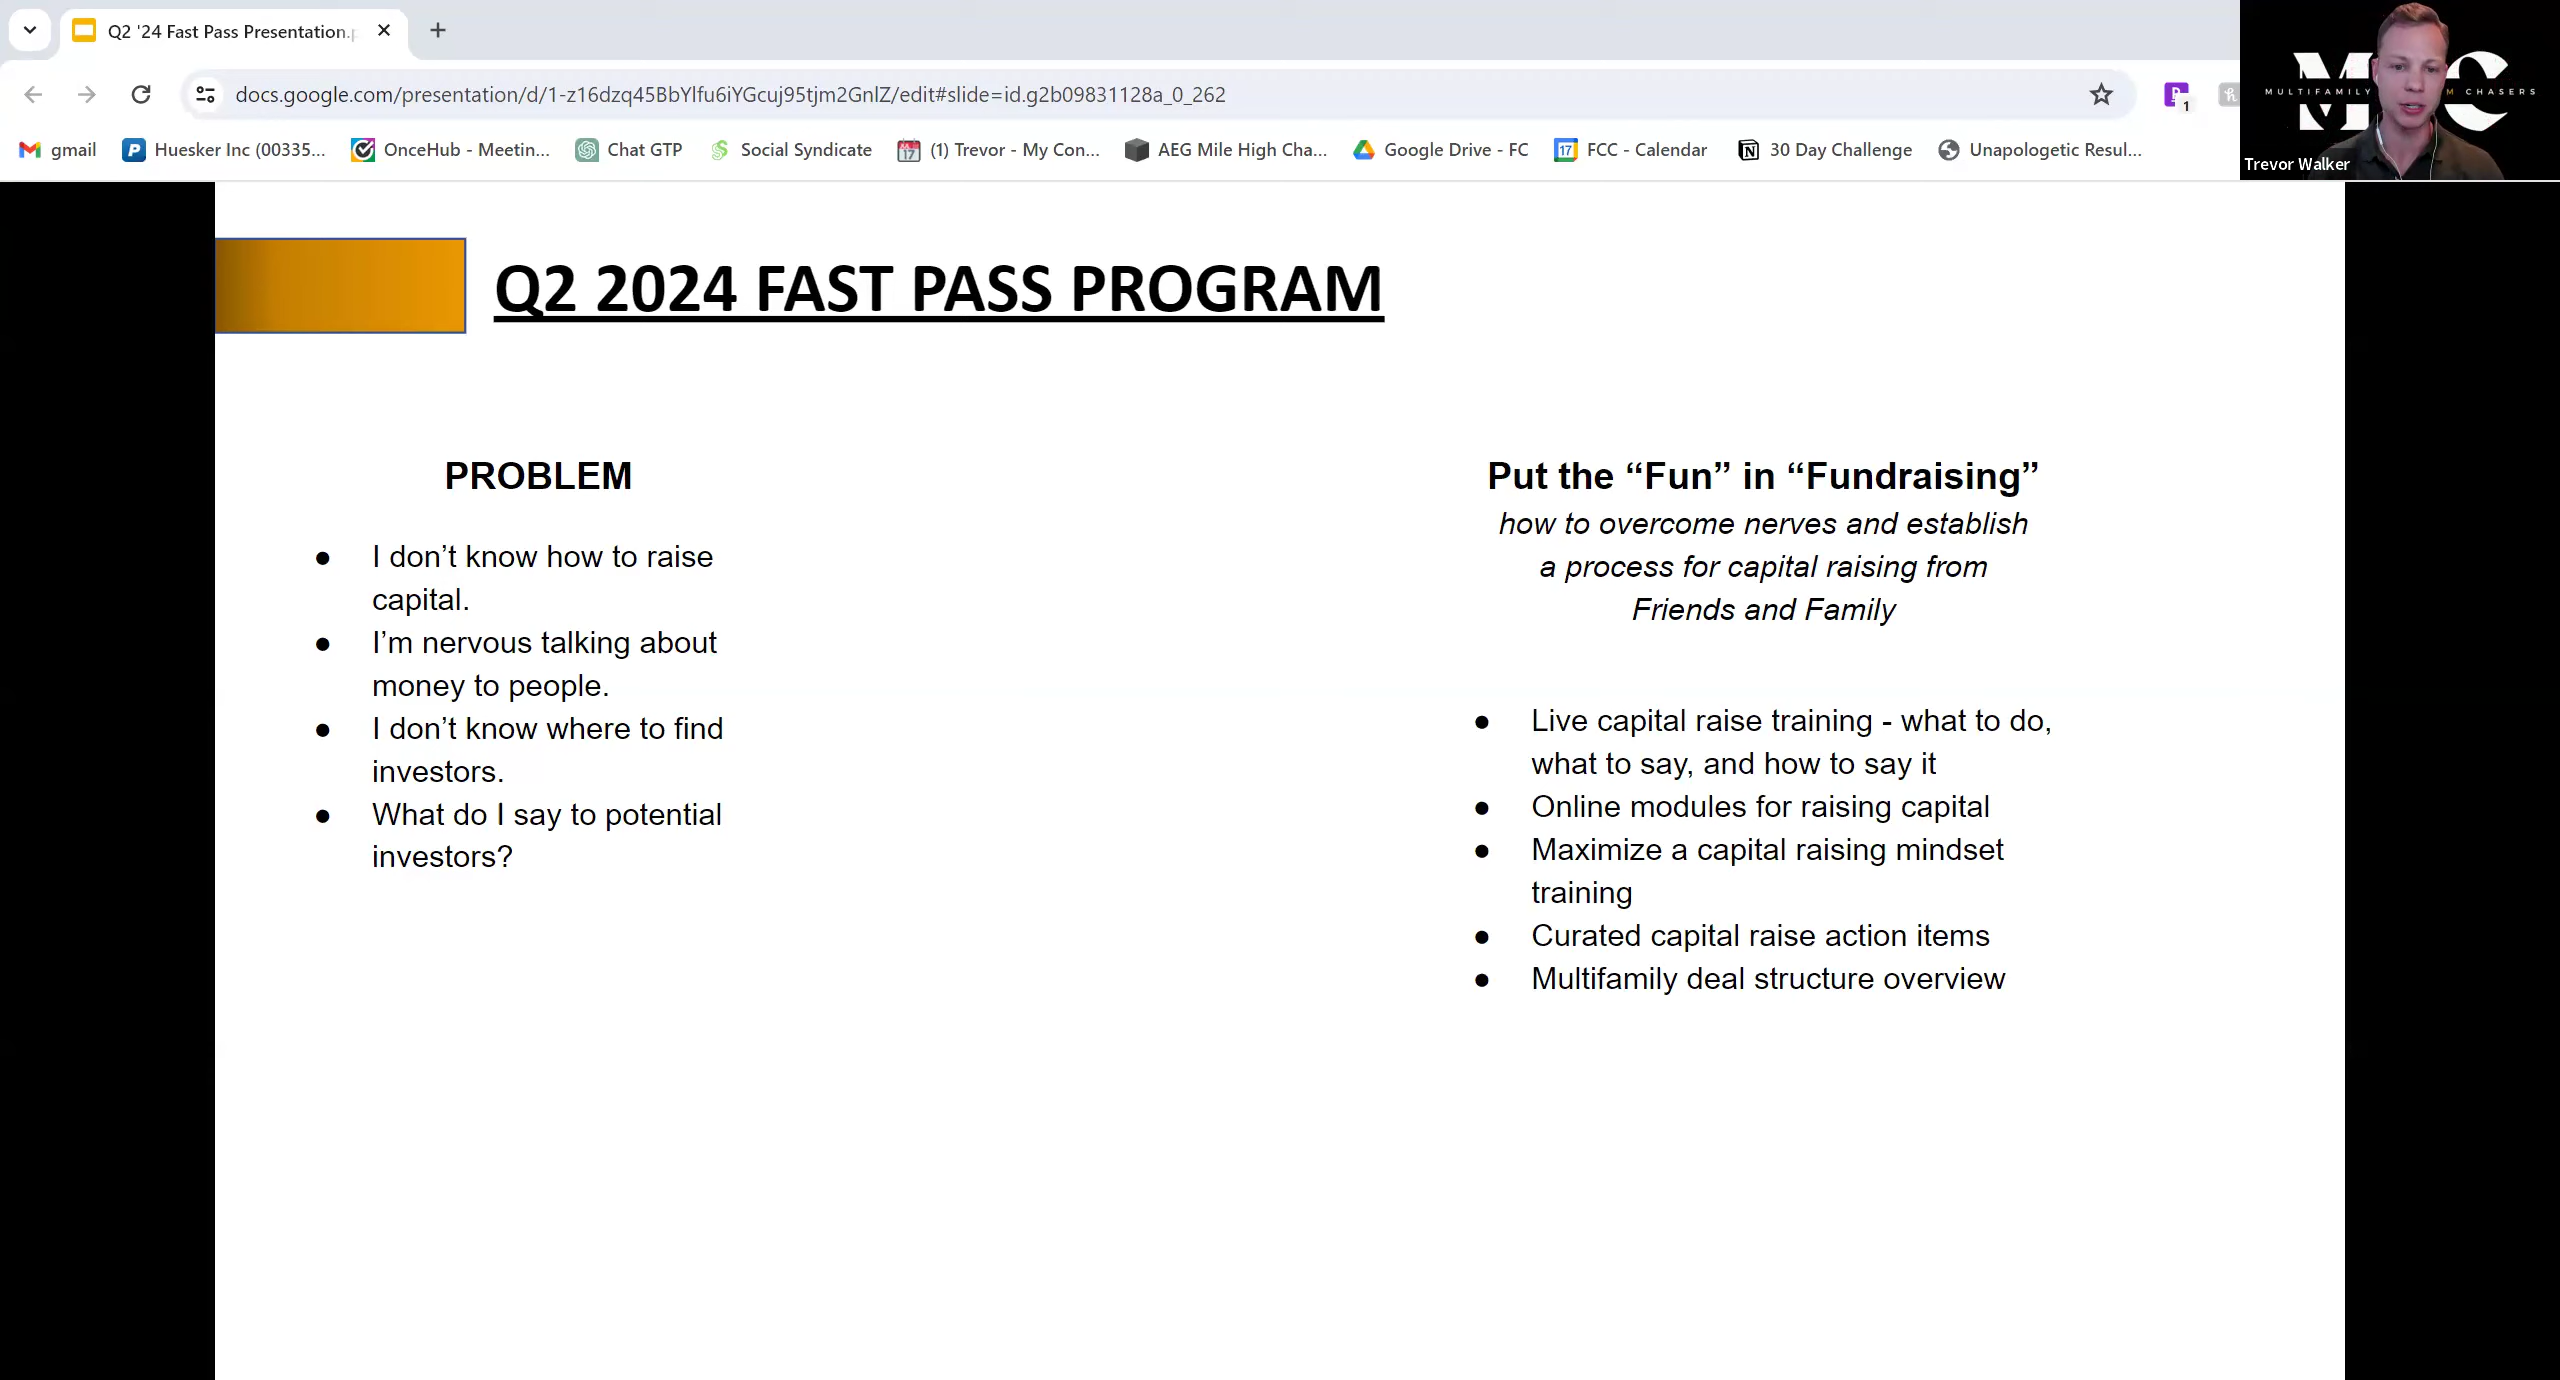 Q2 '24 Fast Pass Presentation.p
docs.google.com/presentation/d/1-z16dzq45BbYlfu6iYGcuj95tjm2GnlZ/edit#slide=id.g2b09831128a_0_262
1
gmail
Huesker Inc (00335...
OnceHub - Meetin...
Chat GTP
Social Syndicate
17
(1) Trevor - My Con...
AEG Mile High Cha...
Google Drive - FC
17
FCC - Calendar
30 Day Challenge
Unapologetic Resul...
M C
MULTIFAMILY M CHASERS
Trevor Walker
Q2 2024 FAST PASS PROGRAM
PROBLEM
● I don’t know how to raise
capital.
● I’m nervous talking about
money to people.
● I don’t know where to find
investors.
● What do I say to potential
investors?
Put the “Fun” in “Fundraising”
how to overcome nerves and establish
a process for capital raising from
Friends and Family
● Live capital raise training - what to do,
what to say, and how to say it
● Online modules for raising capital
● Maximize a capital raising mindset
training
● Curated capital raise action items
● Multifamily deal structure overview